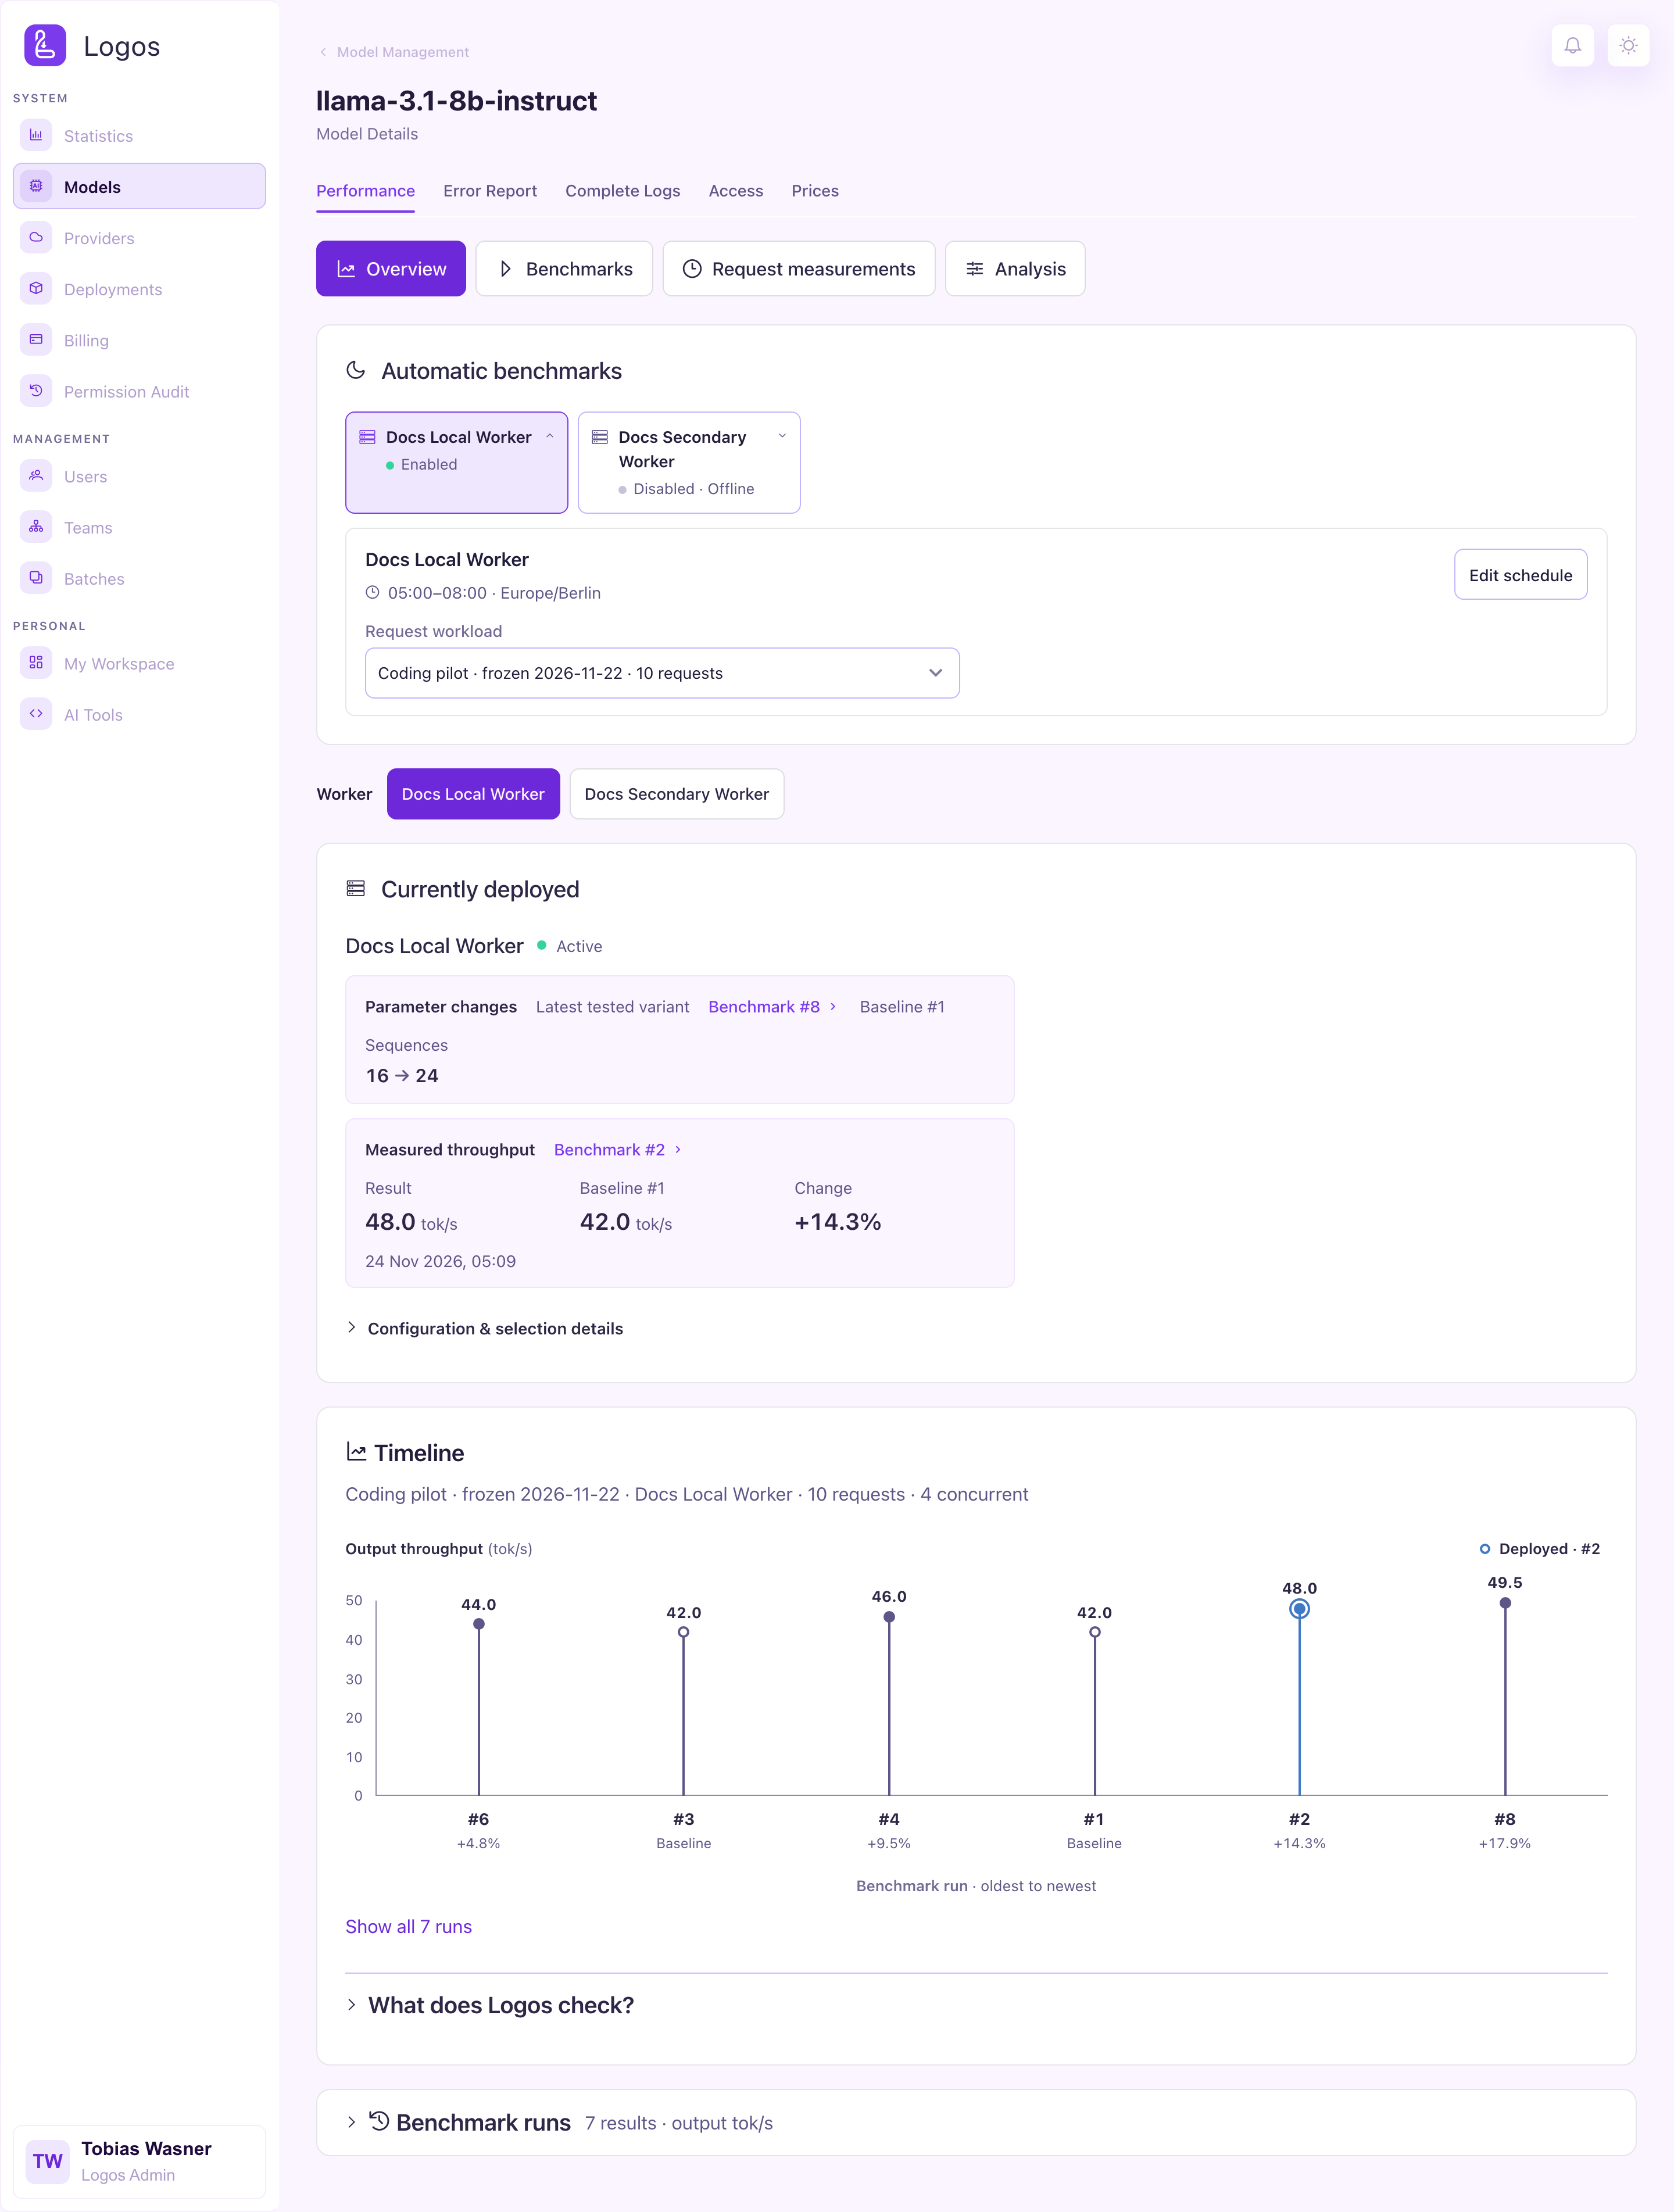 Logos
SYSTEM
Statistics
Models
Providers
Deployments
Billing
Permission Audit
MANAGEMENT
Users
Teams
Batches
PERSONAL
My Workspace
AI Tools
TW
Tobias Wasner
Logos Admin
Model Management
llama-3.1-8b-instruct
Model Details
Performance Error Report Complete Logs Access Prices
Overview Benchmarks Request measurements Analysis
Automatic benchmarks
Docs Local Worker
Enabled
Docs Secondary
Worker
Disabled · Offline
Docs Local Worker
Edit schedule
05:00–08:00 · Europe/Berlin
Request workload
Coding pilot · frozen 2026-11-22 · 10 requests
Worker Docs Local Worker Docs Secondary Worker
Currently deployed
Docs Local Worker Active
Parameter changes Latest tested variant Benchmark #8 Baseline #1
Sequences
16 → 24
Measured throughput Benchmark #2
Result Baseline #1 Change
48.0 tok/s 42.0 tok/s +14.3%
24 Nov 2026, 05:09
Configuration & selection details
Timeline
Coding pilot · frozen 2026-11-22 · Docs Local Worker · 10 requests · 4 concurrent
Output throughput (tok/s) Deployed · #2
50
40
30
20
10
0
44.0 42.0 46.0 42.0 48.0 49.5
#6 #3 #4 #1 #2 #8
+4.8% Baseline +9.5% Baseline +14.3% +17.9%
Benchmark run · oldest to newest
Show all 7 runs
What does Logos check?
Benchmark runs 7 results · output tok/s